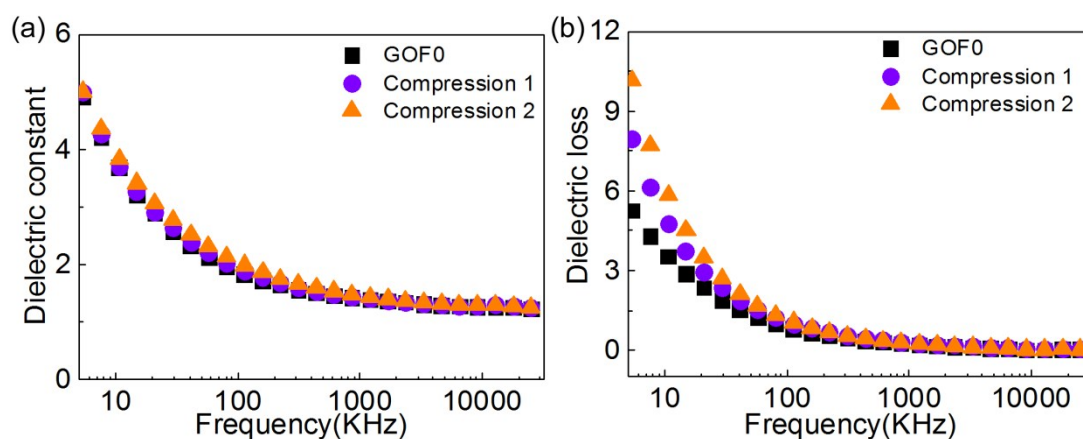 (a)
6
4
2
0
Dielectric constant
GOF0
Compression 1
Compression 2
10 100 1000 10000
Frequency(KHz)
(b)
12
9
6
3
0
Dielectric loss
GOF0
Compression 1
Compression 2
10 100 1000 10000
Frequency(KHz)